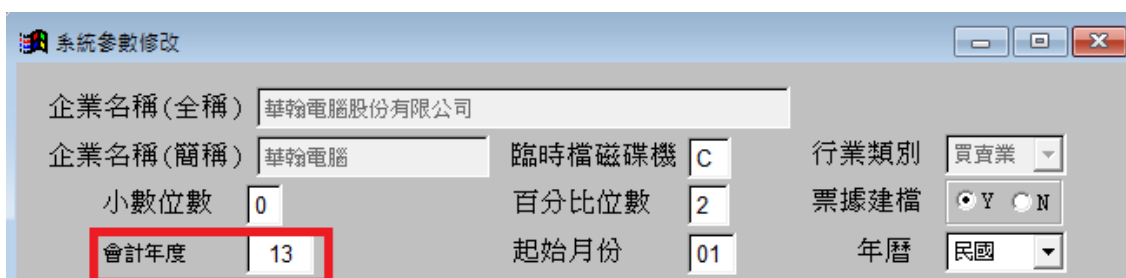 系統參數修改
企業名稱(全稱) 華翰電腦股份有限公司
企業名稱(簡稱) 華翰電腦 臨時檔磁碟機 C 行業類別 買賣業
小數位數 0 百分比位數 2 票據建檔 Y N
會計年度 13 起始月份 01 年曆 民國